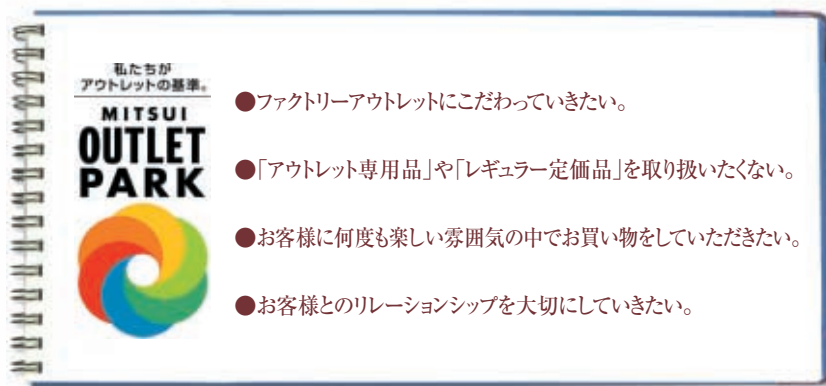 私たちが
アウトレットの基準。
MITSUI
OUTLET
PARK
●ファクトリーアウトレットにこだわっていきたい。
●「アウトレット専用品」や「レギュラー定価品」を取り扱いたくない。
●お客様に何度も楽しい雰囲気の中でお買い物をしていただきたい。
●お客様とのリレーションシップを大切にしていきたい。